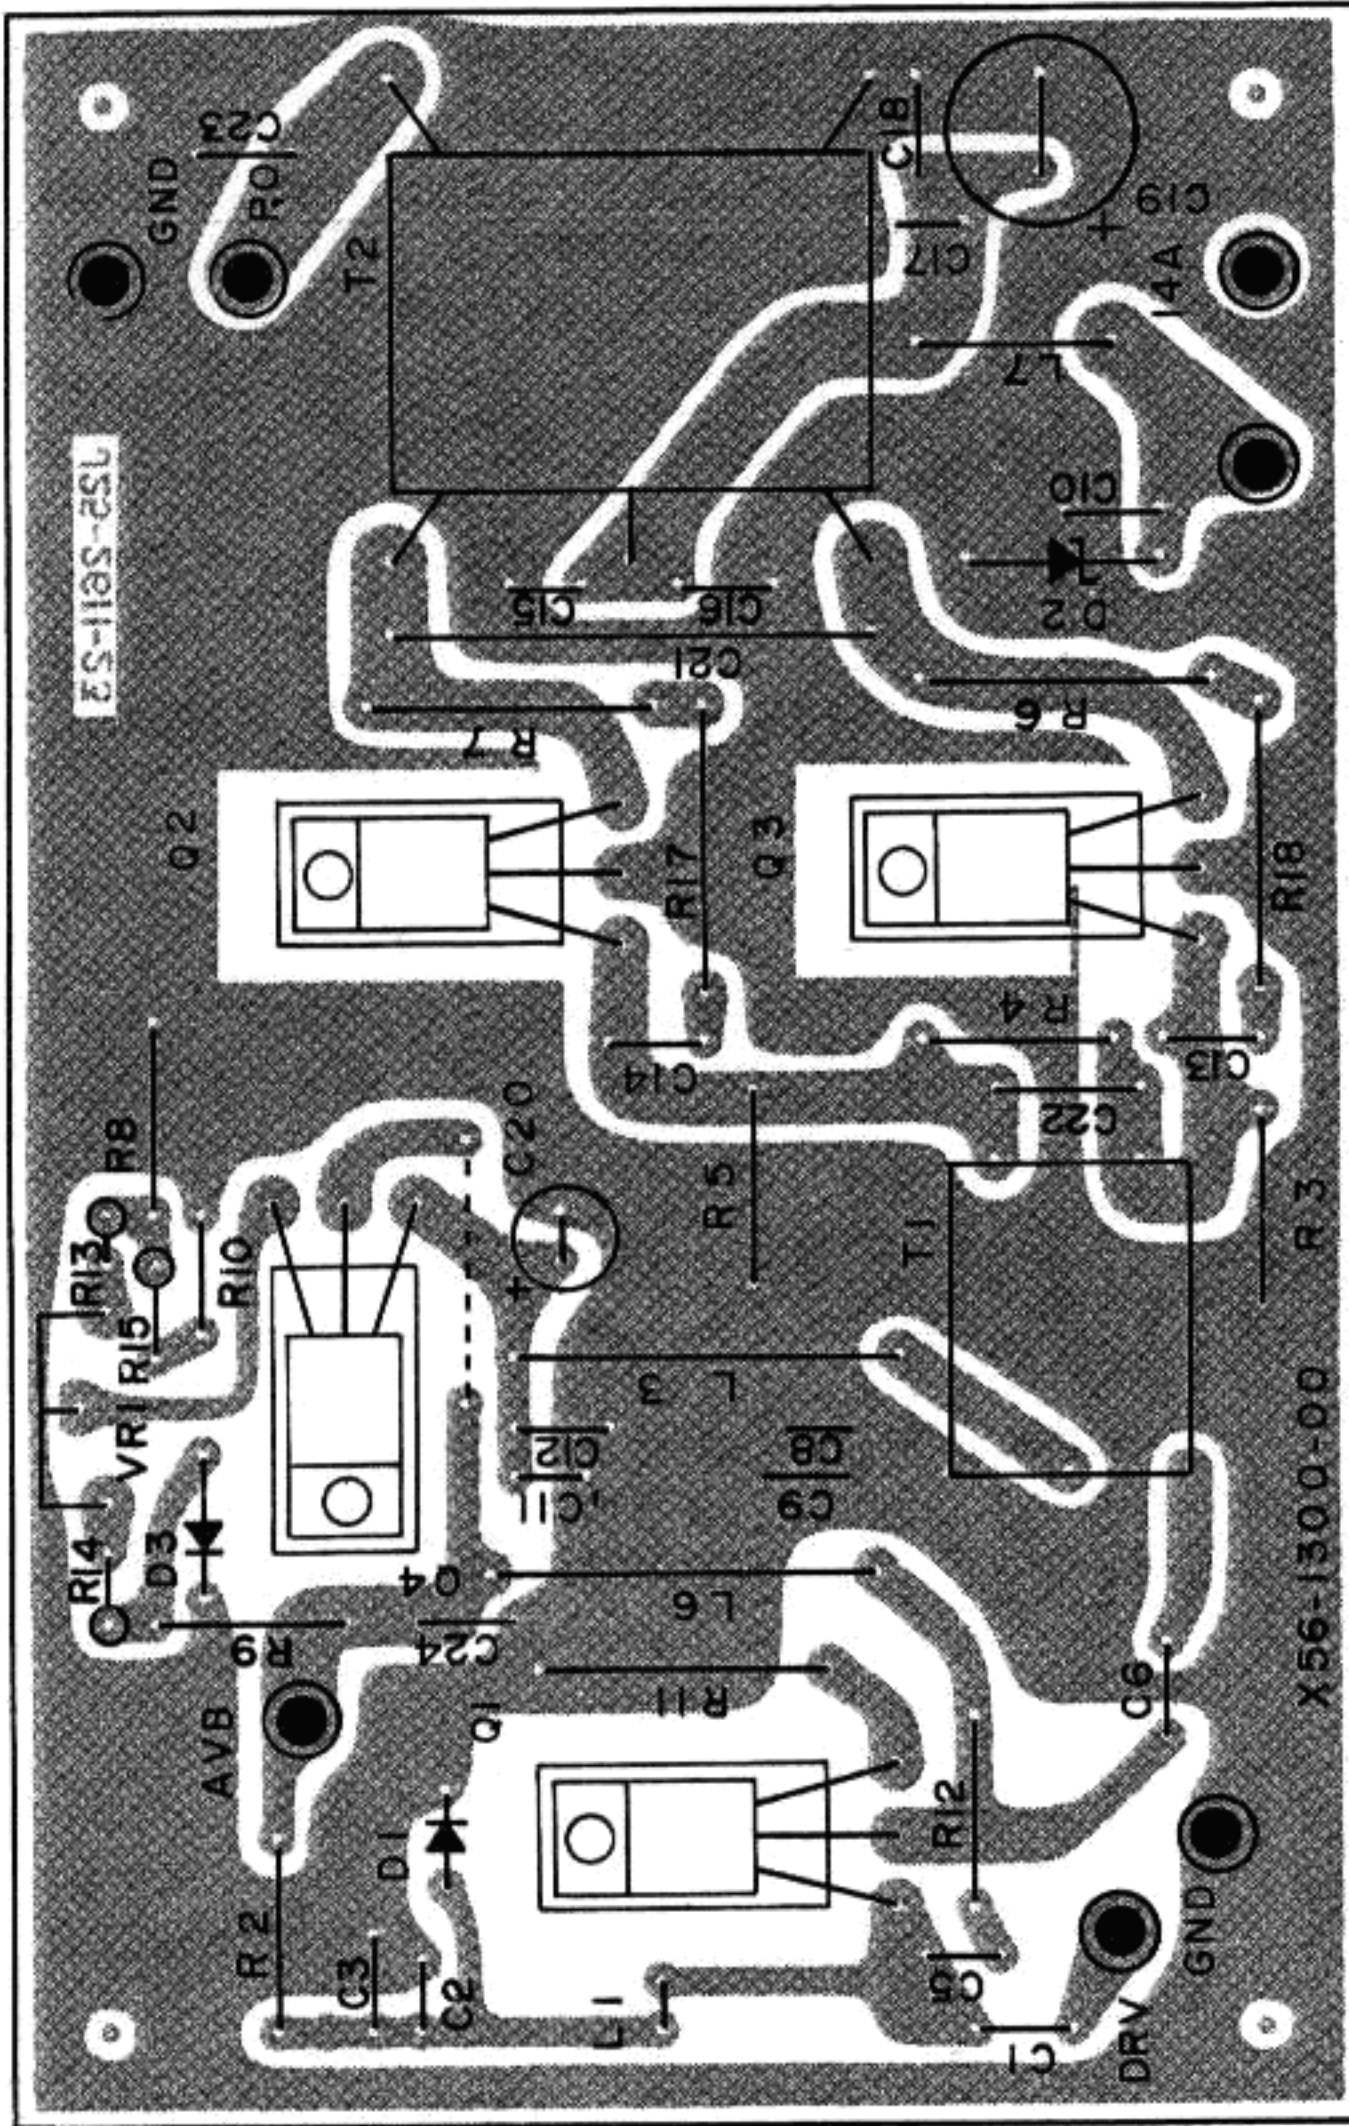 C23
GND
P.O
T2
C18
C19
+
C17
14A
L7
J25-2611-23
C10
D2
C15
C16
C21
R7
R6
Q2
Q3
R17
R18
R4
C14
C13
C22
R8
C20
R5
R13
R10
T1
R3
+
R15
VR1
L3
C12
C8
C11
C9
R14
D3
Q4
L6
R9
C24
X56-1300-00
C6
R11
Q1
AVB
D1
R12
R2
C3
C2
L1
C5
GND
C1
DRV